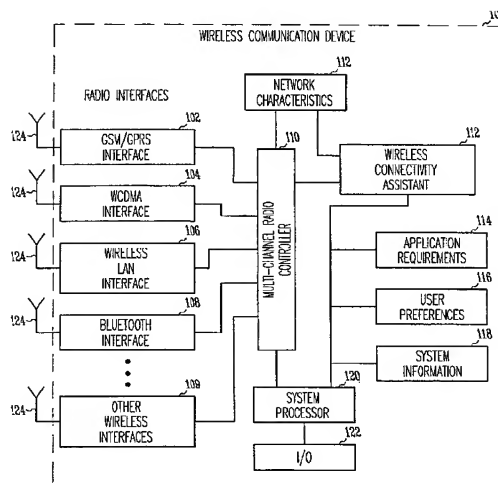 10
WIRELESS COMMUNICATION DEVICE
RADIO INTERFACES
112
NETWORK
CHARACTERISTICS
124
102
GSM/GPRS
INTERFACE
110
MULTI-CHANNEL RADIO
CONTROLLER
112
WIRELESS
CONNECTIVITY
ASSISTANT
124
104
WCDMA
INTERFACE
114
APPLICATION
REQUIREMENTS
124
106
WIRELESS
LAN
INTERFACE
116
USER
PREFERENCES
124
108
BLUETOOTH
INTERFACE
118
SYSTEM
INFORMATION
124
109
OTHER
WIRELESS
INTERFACES
120
SYSTEM
PROCESSOR
122
I/O